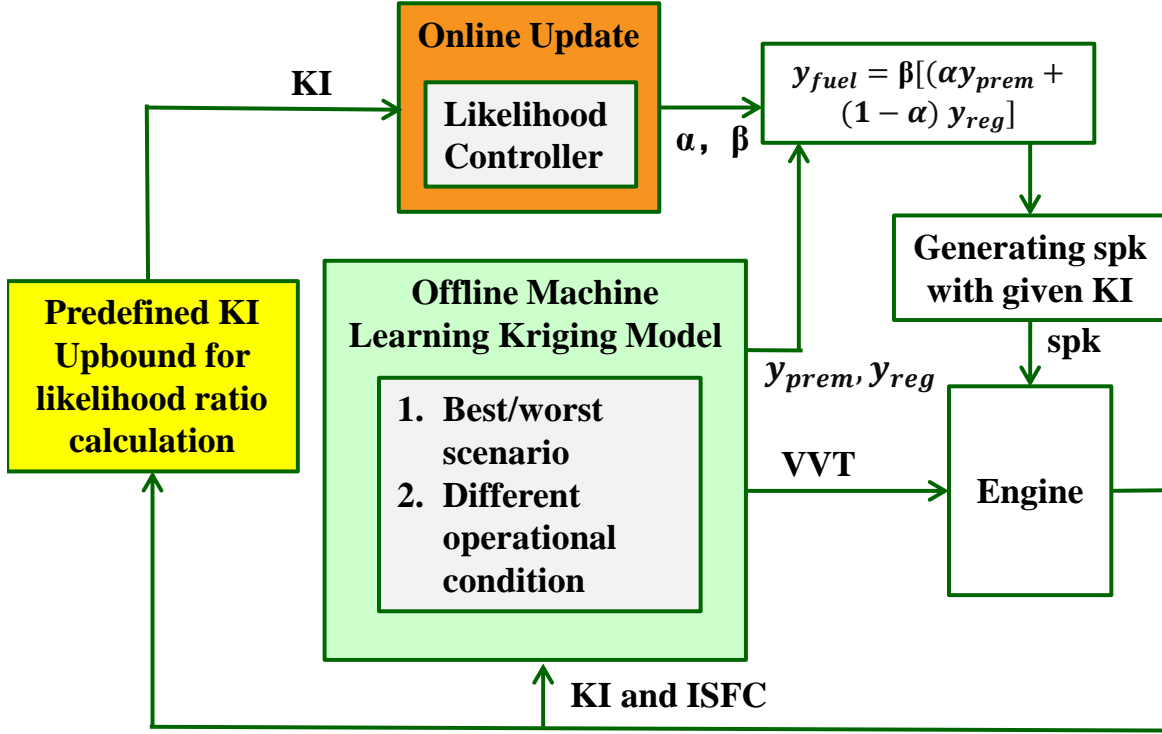 Online Update
Likelihood
Controller
KI
α, β
y_fuel = β[(αy_prem +
(1 − α) y_reg]
Generating spk
with given KI
spk
Predefined KI
Upbound for
likelihood ratio
calculation
Offline Machine
Learning Kriging Model
1. Best/worst
scenario
2. Different
operational
condition
y_prem, y_reg
VVT
Engine
KI and ISFC